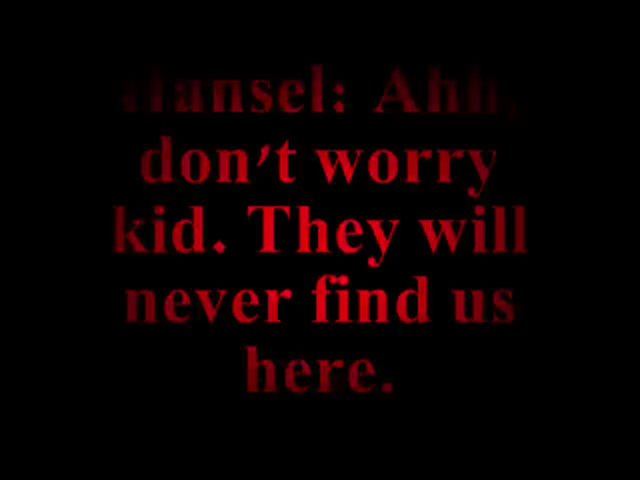 Hansel: Ahh,
don't worry
kid. They will
never find us
here.